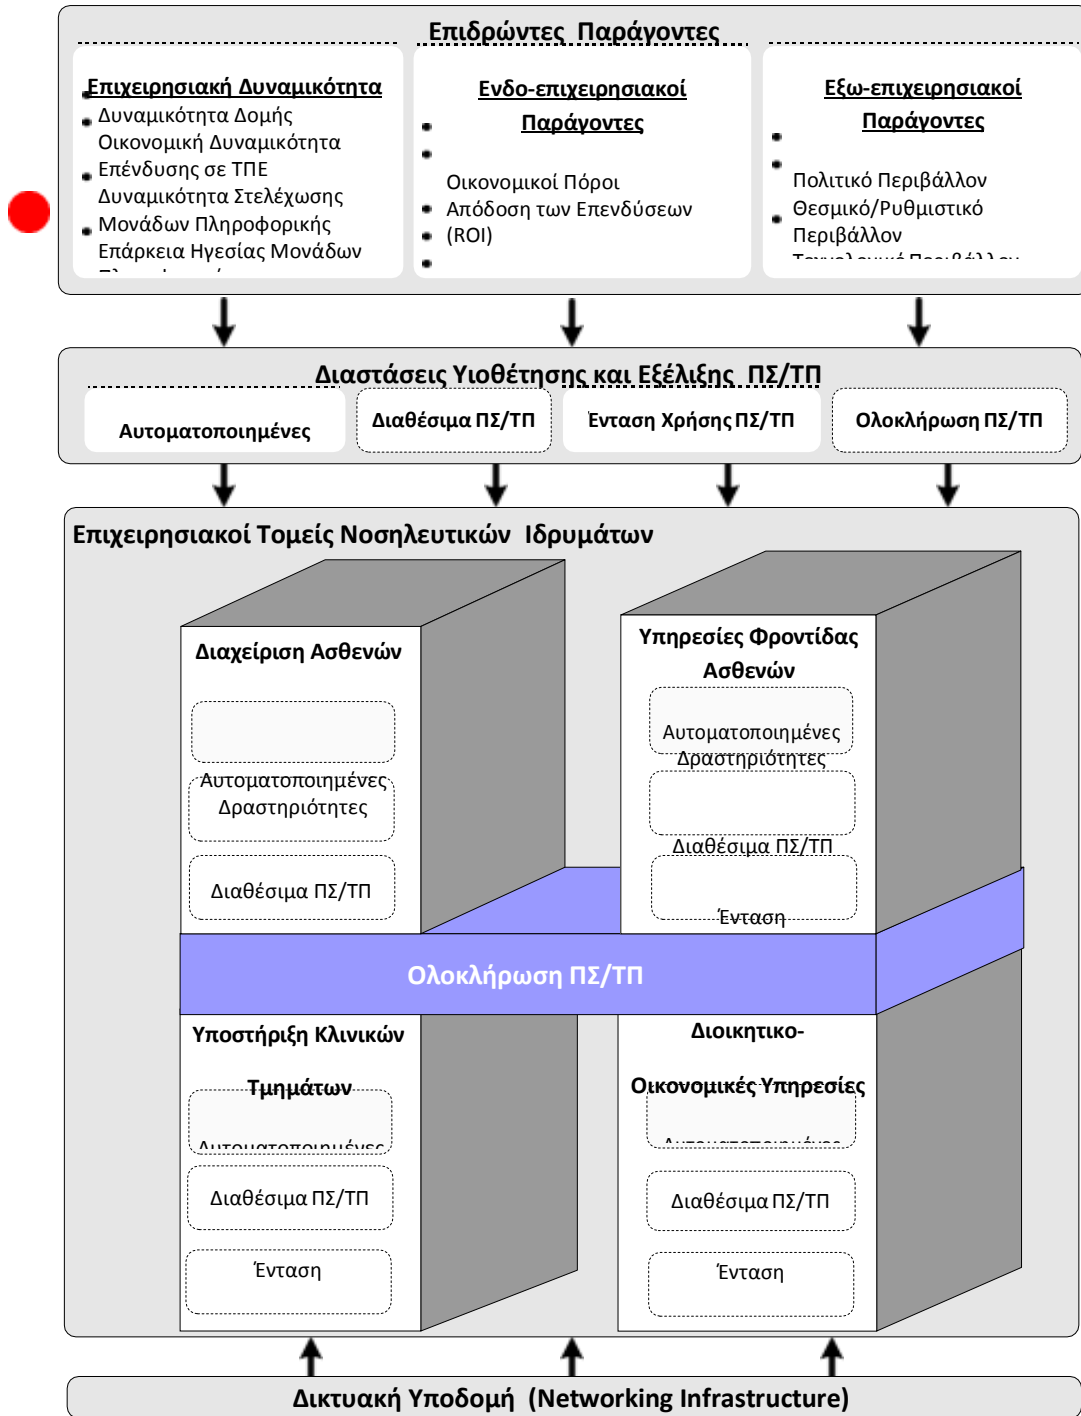 Επιδρώντες Παράγοντες
Επιχειρησιακή Δυναμικότητα
Δυναμικότητα Δομής
Οικονομική Δυναμικότητα
Επένδυσης σε ΤΠΕ
Δυναμικότητα Στελέχωσης
Μονάδων Πληροφορικής
Επάρκεια Ηγεσίας Μονάδων
Ενδο-επιχειρησιακοί
Παράγοντες
Οικονομικοί Πόροι
Απόδοση των Επενδύσεων
(ROI)
Εξω-επιχειρησιακοί
Παράγοντες
Πολιτικό Περιβάλλον
Θεσμικό/Ρυθμιστικό
Περιβάλλον
Τεχνολογικό Περιβάλλον
Διαστάσεις Υιοθέτησης και Εξέλιξης ΠΣ/ΤΠ
Αυτοματοποιημένες
Διαθέσιμα ΠΣ/ΤΠ
Ένταση Χρήσης ΠΣ/ΤΠ
Ολοκλήρωση ΠΣ/ΤΠ
Επιχειρησιακοί Τομείς Νοσηλευτικών Ιδρυμάτων
Διαχείριση Ασθενών
Αυτοματοποιημένες
Δραστηριότητες
Διαθέσιμα ΠΣ/ΤΠ
Υπηρεσίες Φροντίδας
Ασθενών
Αυτοματοποιημένες
Δραστηριότητες
Διαθέσιμα ΠΣ/ΤΠ
Ένταση
Ολοκλήρωση ΠΣ/ΤΠ
Υποστήριξη Κλινικών
Τμημάτων
Αυτοματοποιημένες
Διαθέσιμα ΠΣ/ΤΠ
Ένταση
Διοικητικο-
Οικονομικές Υπηρεσίες
Αυτοματοποιημένες
Διαθέσιμα ΠΣ/ΤΠ
Ένταση
Δικτυακή Υποδομή (Networking Infrastructure)